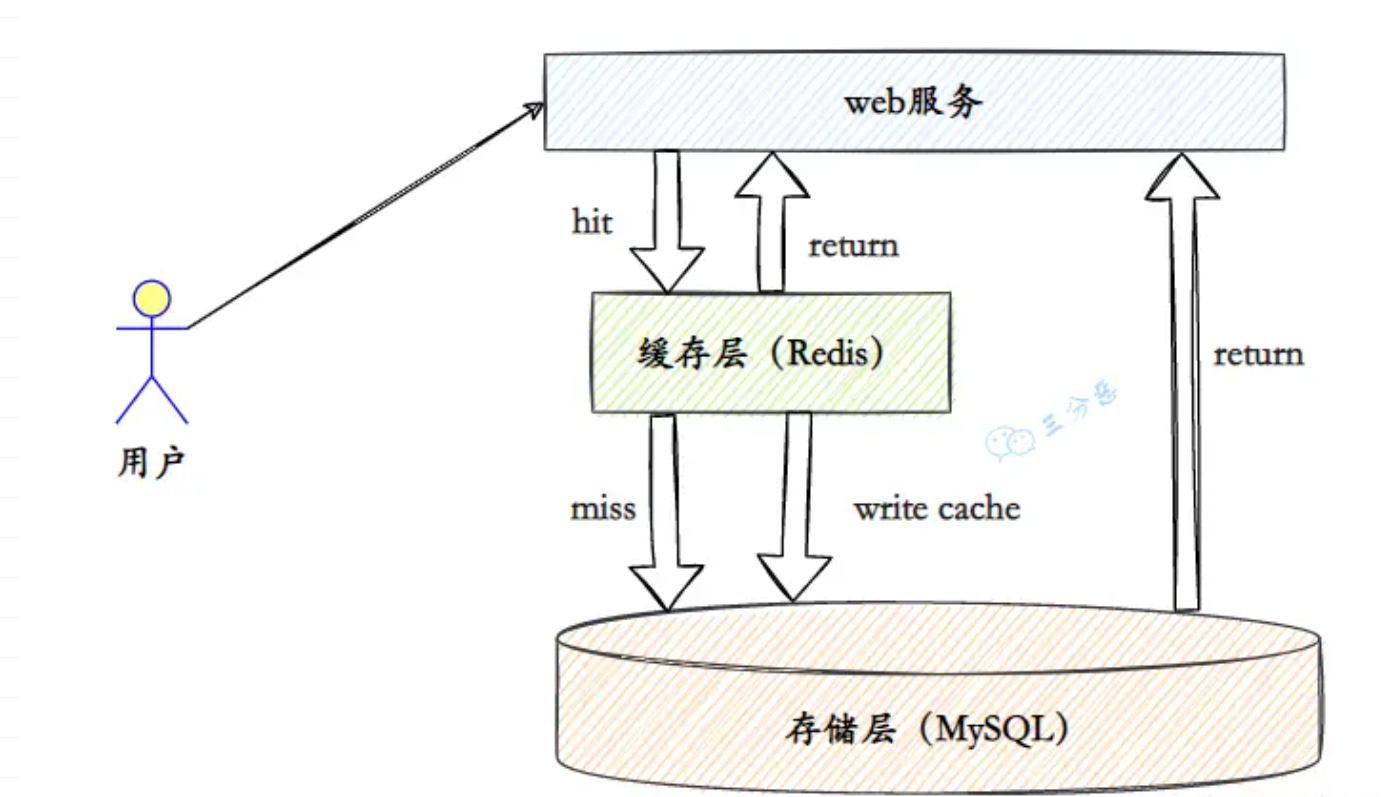 web服务
hit
return
缓存层（Redis）
return
三分恶
用户
miss
write cache
存储层（MySQL）